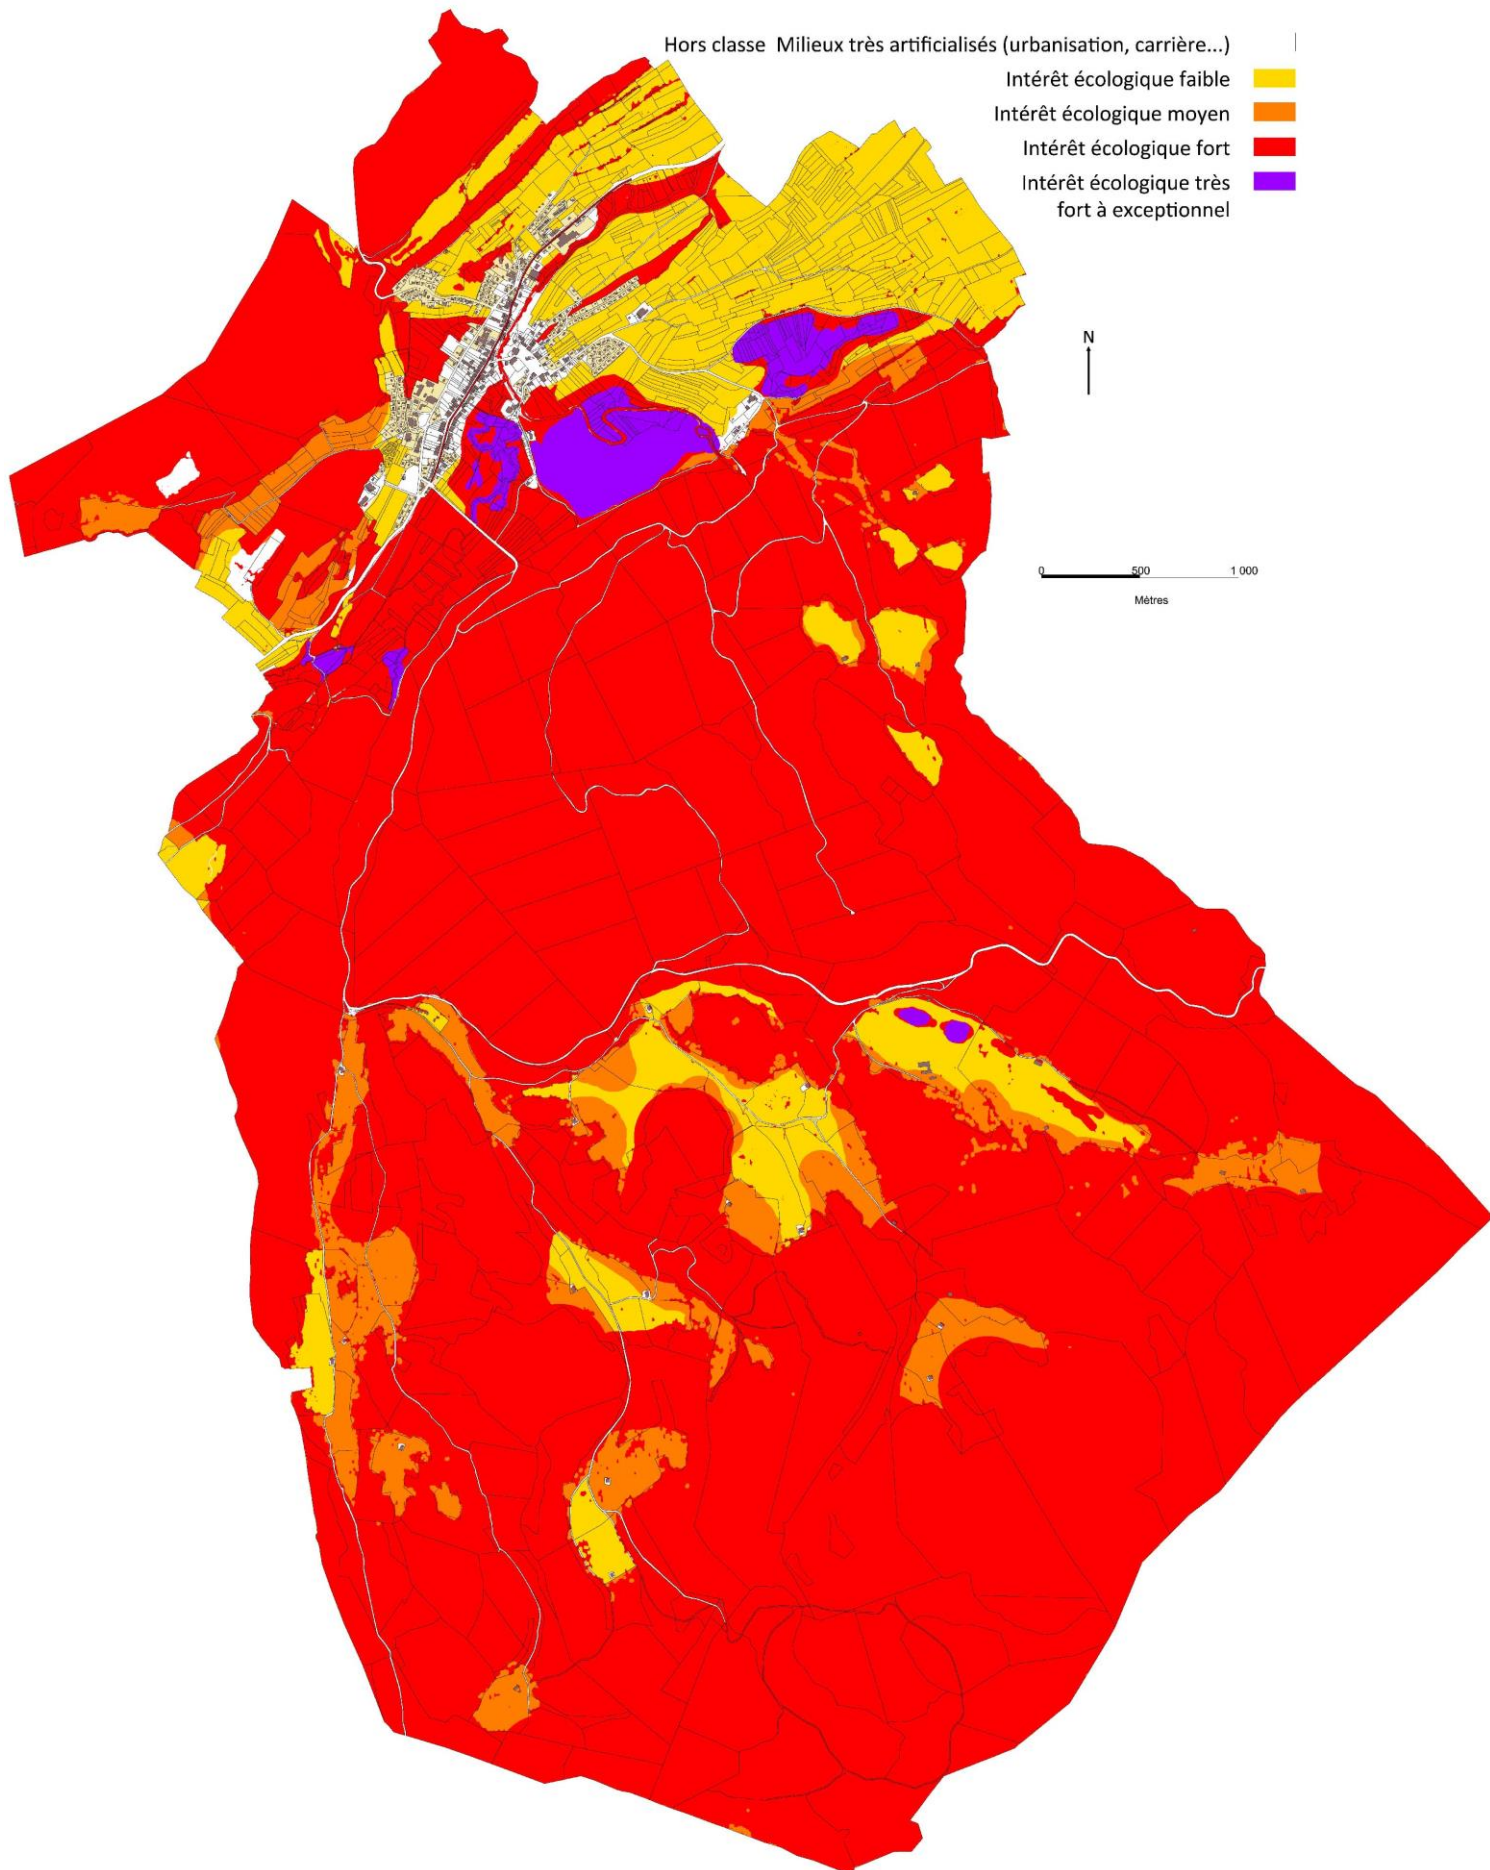 Hors classe Milieux très artificialisés (urbanisation, carrière...)
Intérêt écologique faible
Intérêt écologique moyen
Intérêt écologique fort
Intérêt écologique très
fort à exceptionnel
N
0 500 1 000
Mètres